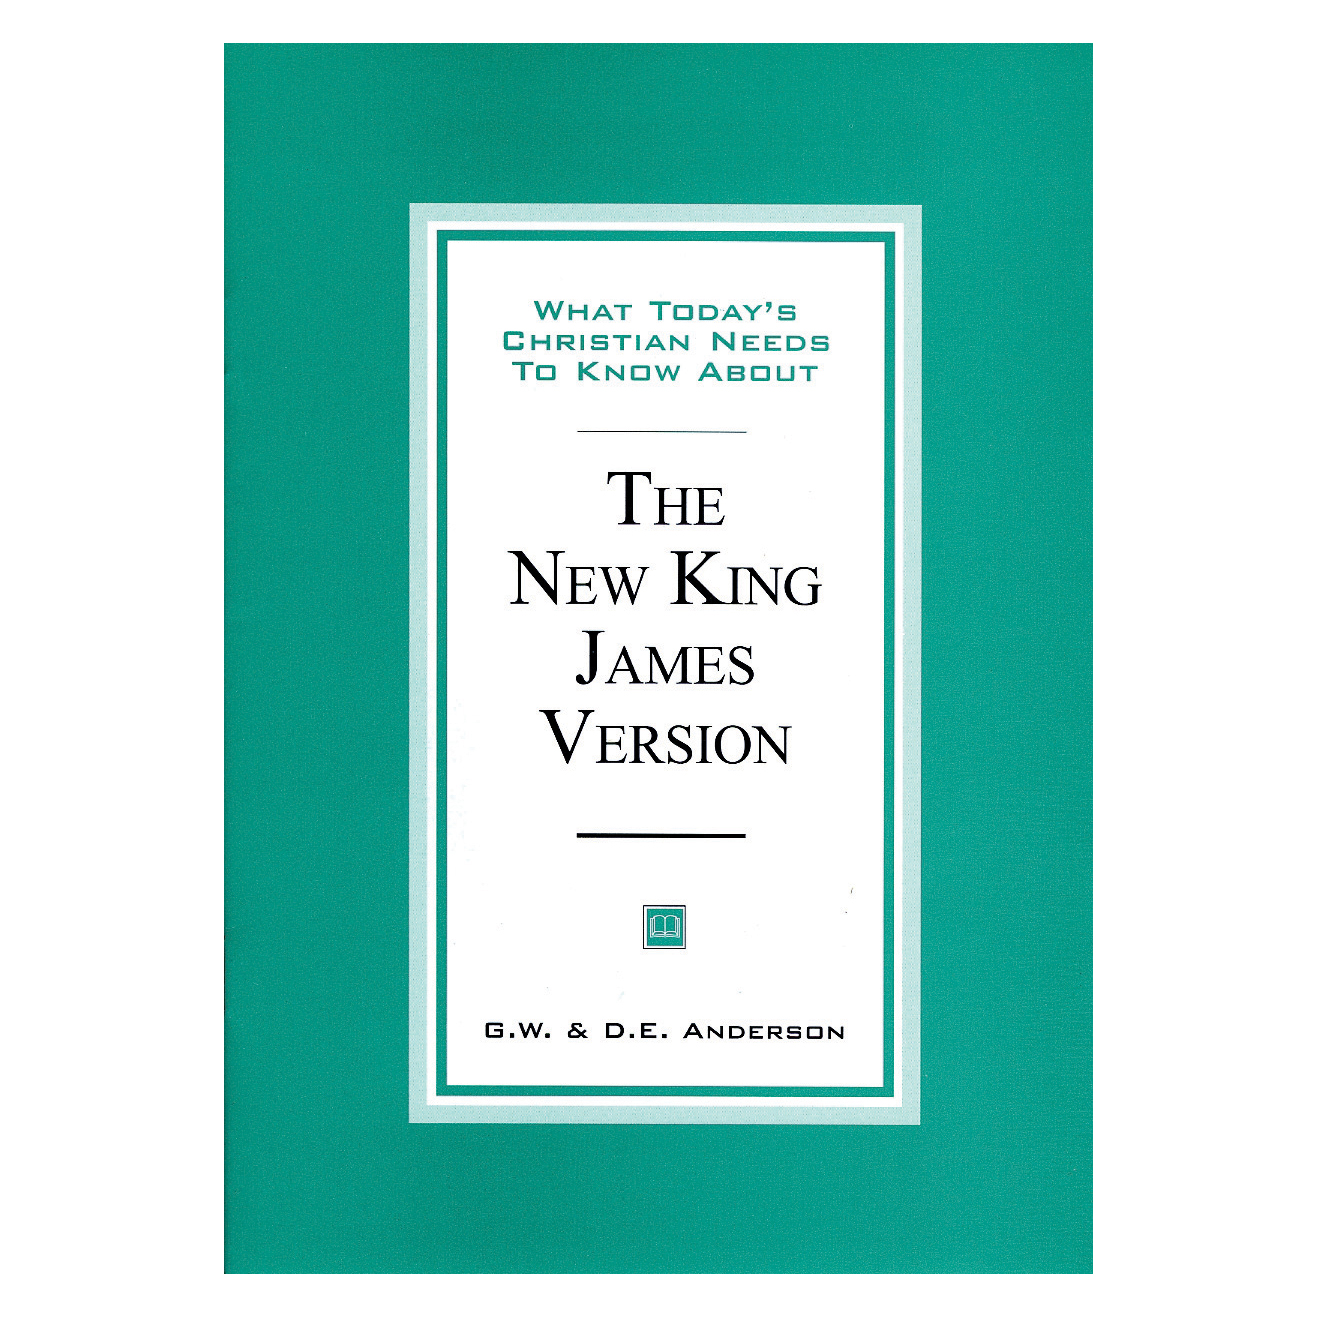 What Today's
Christian Needs
To Know About
The
New King
James
Version
G.W. & D.E. Anderson